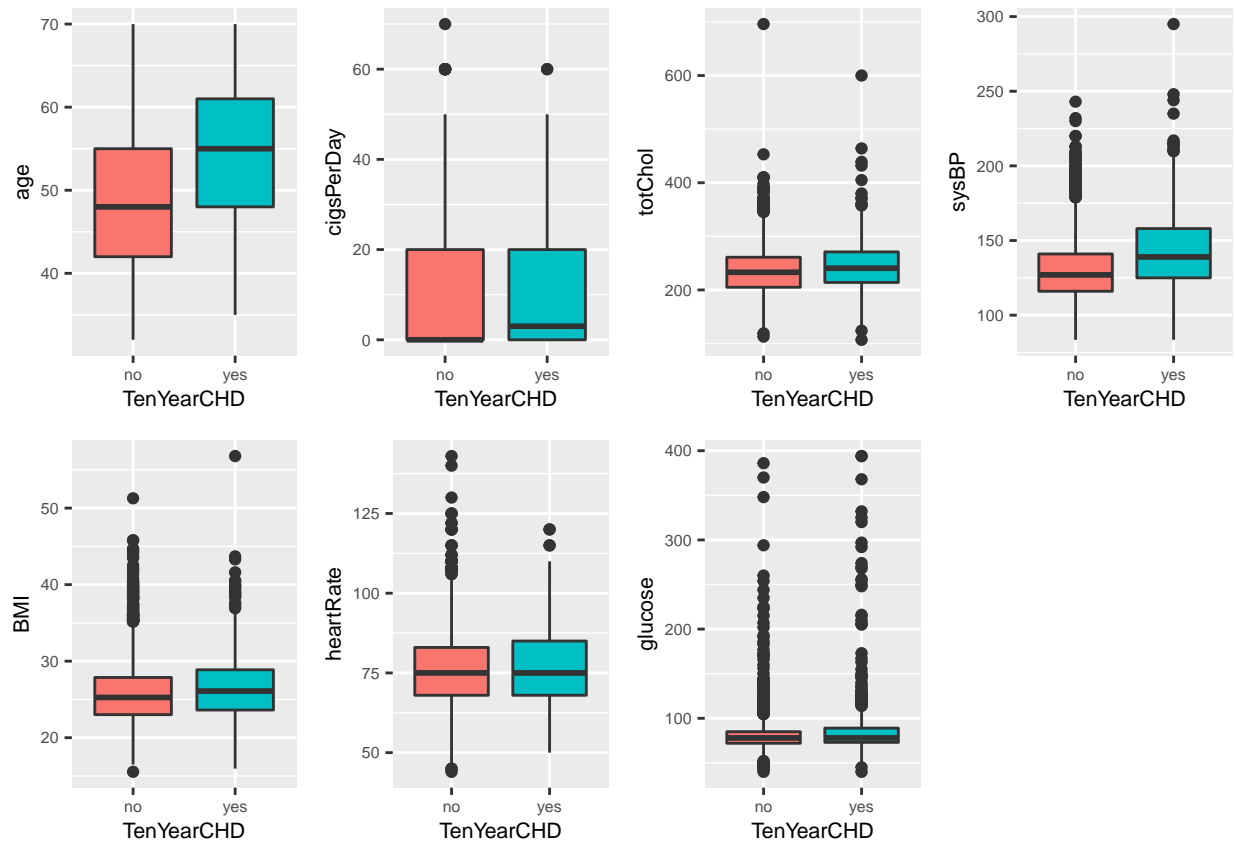 age
70
60
50
40
no
yes
TenYearCHD
cigsPerDay
60
40
20
0
no
yes
TenYearCHD
totChol
600
400
200
no
yes
TenYearCHD
sysBP
300
250
200
150
100
no
yes
TenYearCHD
BMI
50
40
30
20
no
yes
TenYearCHD
heartRate
125
100
75
50
no
yes
TenYearCHD
glucose
400
300
200
100
no
yes
TenYearCHD